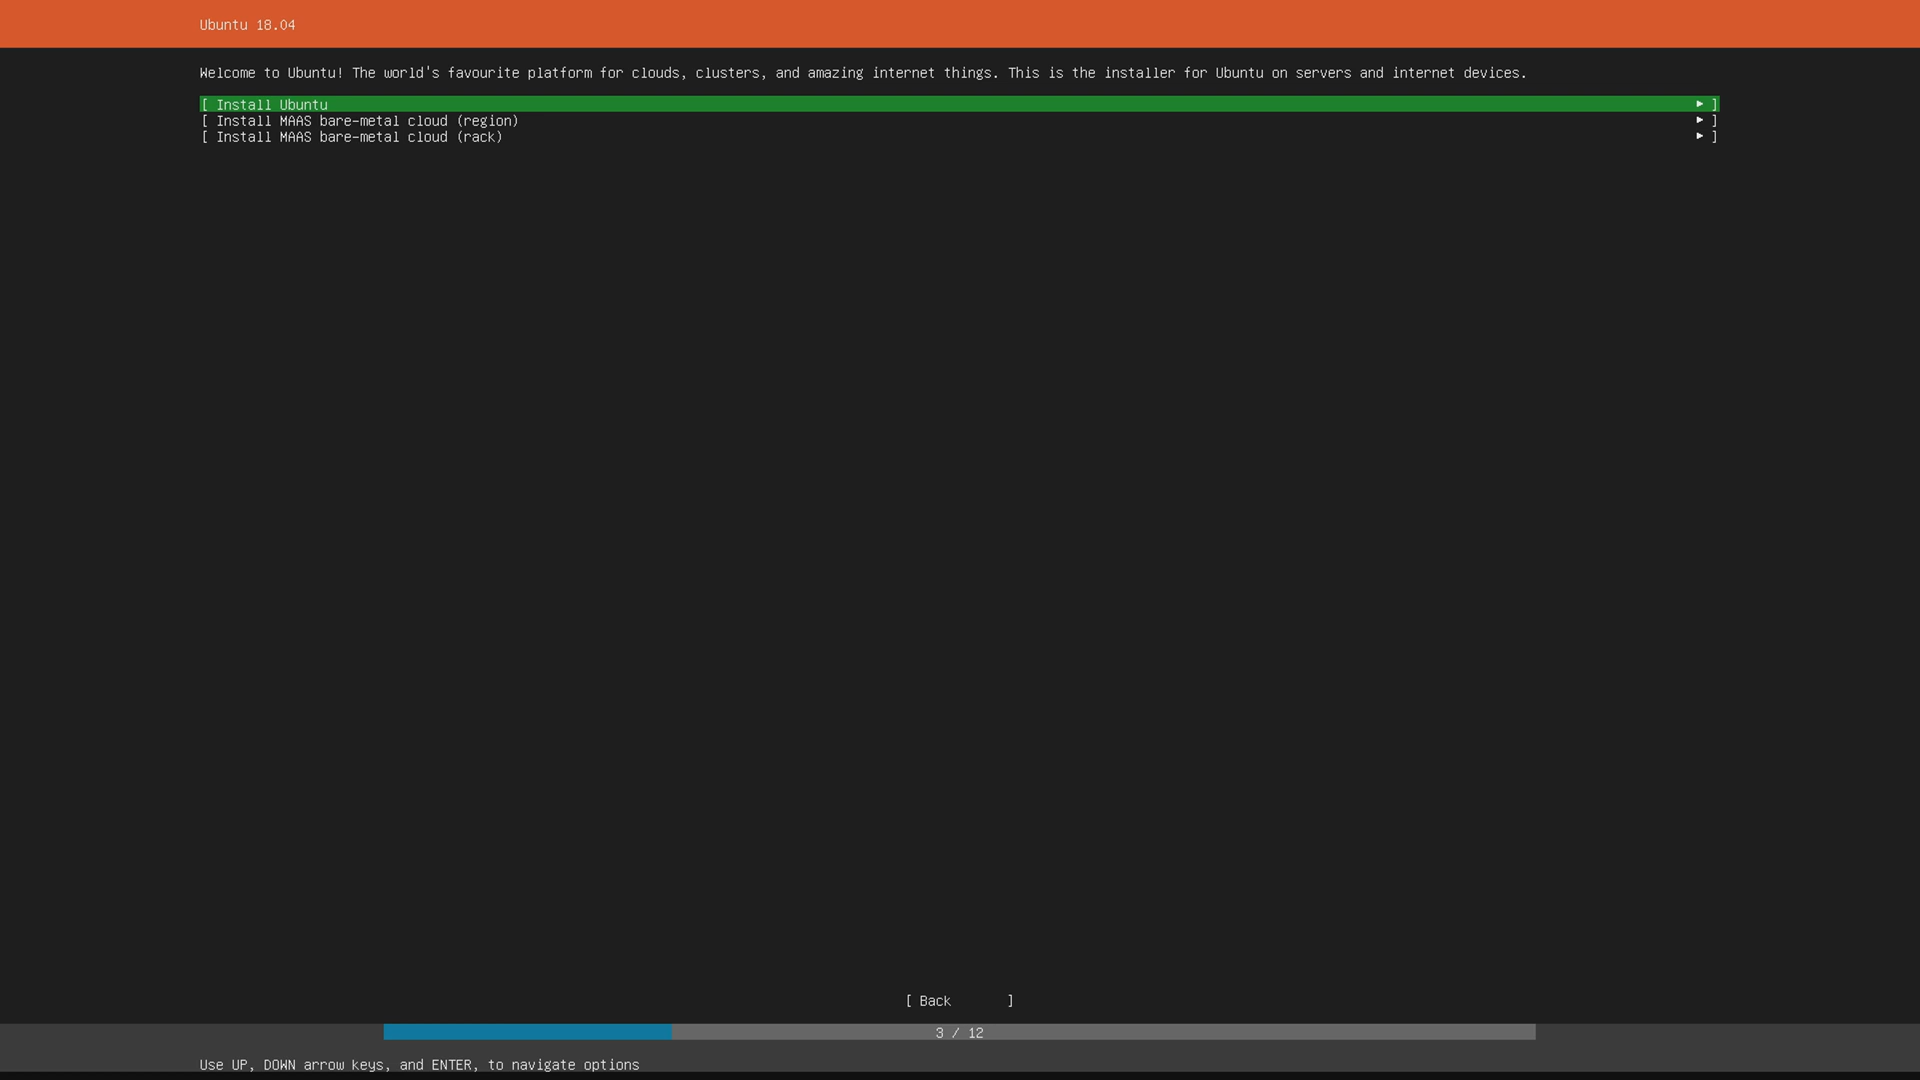 Ubuntu 18.04
Welcome to Ubuntu! The world's favourite platform for clouds, clusters, and amazing internet things. This is the installer for Ubuntu on servers and internet devices.
[ Install Ubuntu ▸ ]
[ Install MAAS bare-metal cloud (region) ▸ ]
[ Install MAAS bare-metal cloud (rack) ▸ ]
[ Back ]
3 / 12
Use UP, DOWN arrow keys, and ENTER, to navigate options